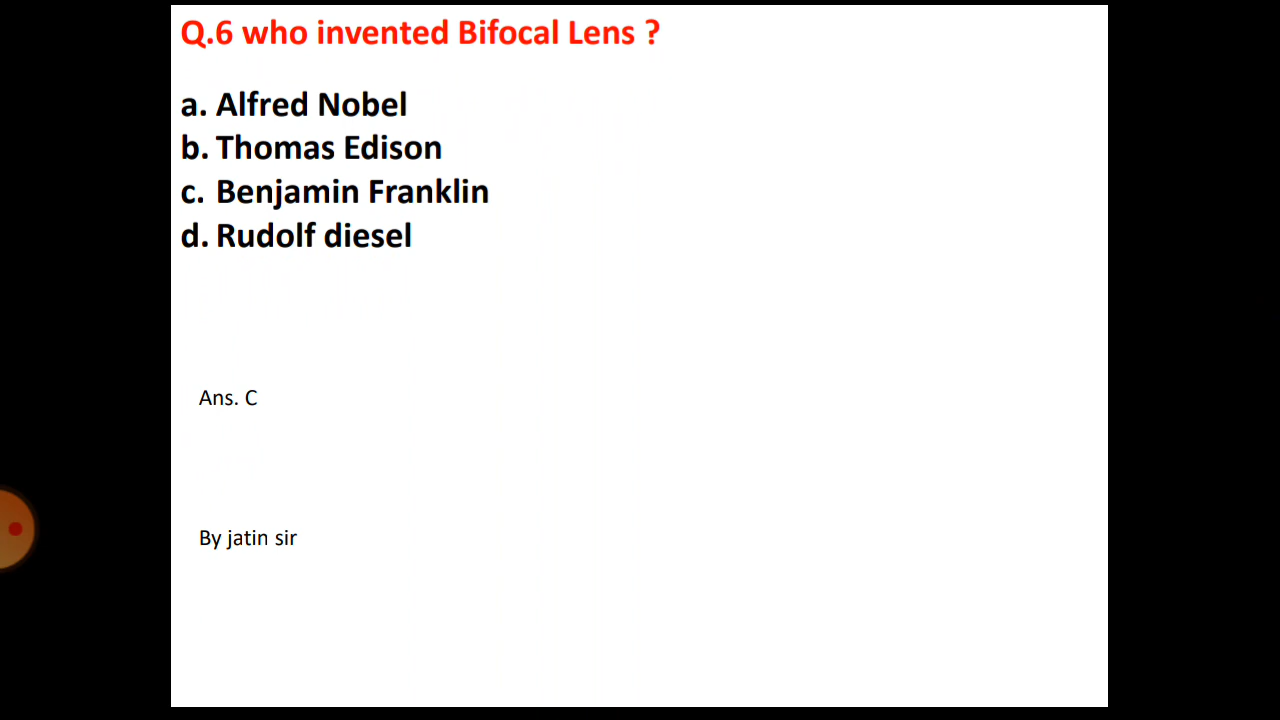 Q.6 who invented Bifocal Lens ?
a. Alfred Nobel
b. Thomas Edison
c. Benjamin Franklin
d. Rudolf diesel
Ans. C
By jatin sir